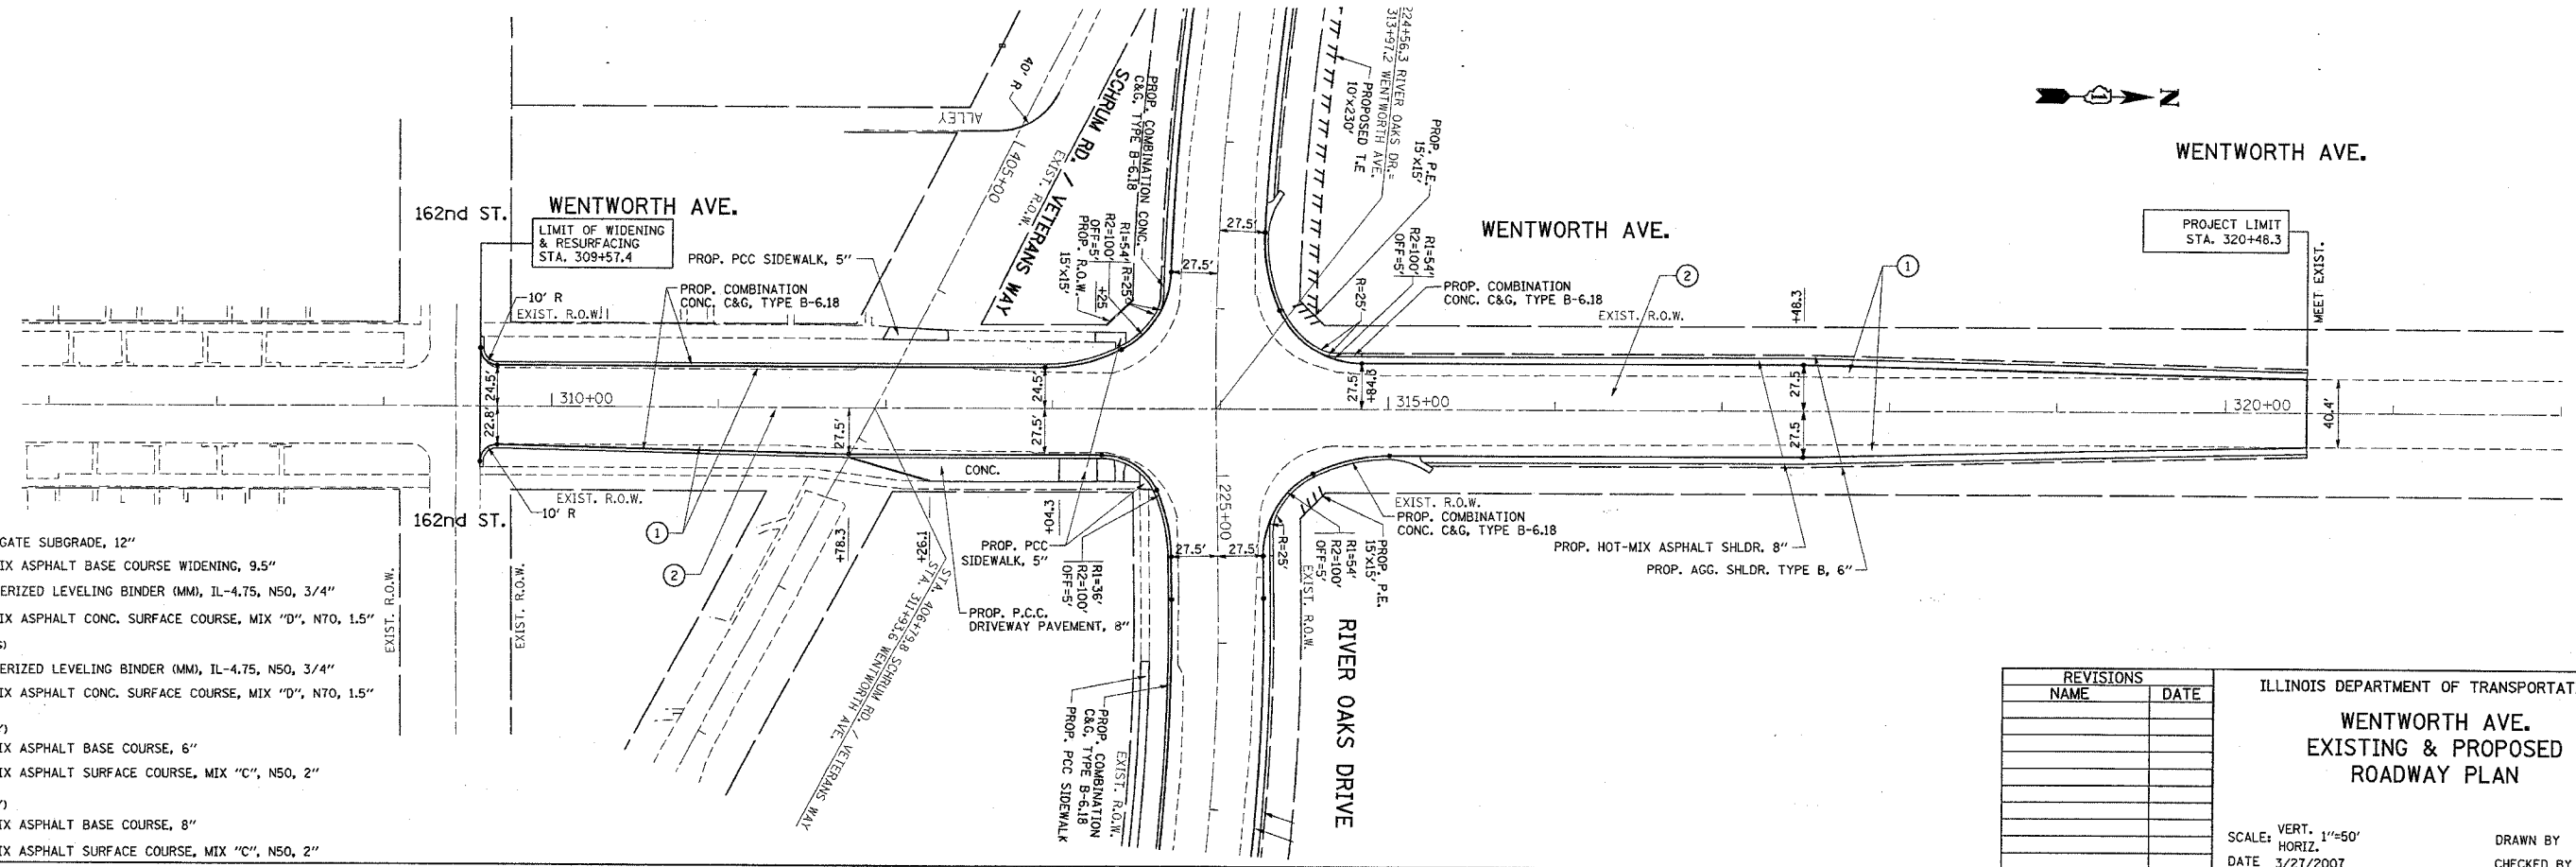 WENTWORTH AVE.
162nd ST.
LIMIT OF WIDENING
& RESURFACING
STA. 309+57.4
PROP. PCC SIDEWALK, 5"
PROP. COMBINATION
CONC. C&G, TYPE B-6.18
10' R
EXIST. R.O.W.
ALLEY
40' R
405+00
EXIST. R.O.W.
SCHRUM RD. / VETERANS WAY
PROP. COMBINATION CONC.
C&G, TYPE B-6.18
R=25'
R1=54'
R2=100'
OFF=5'
+25
PROP. R.O.W.
15'x15'
27.5'
27.5'
224+56.3 RIVER OAKS DR.=
313+97.2 WENTWORTH AVE.
PROPOSED T.E
10'x230'
PROP. P.E.
15'x15'
R=25'
R1=54'
R2=100'
OFF=5'
WENTWORTH AVE.
PROP. COMBINATION
CONC. C&G, TYPE B-6.18
EXIST. R.O.W.
2
+48.3
1
N
WENTWORTH AVE.
PROJECT LIMIT
STA. 320+48.3
MEET EXIST.
24.5'
22.8'
310+00
27.5'
24.5'
27.5'
27.5'
+84.3
315+00
27.5
27.5
320+00
40.4'
162nd ST.
10' R
EXIST. R.O.W.
1
2
EXIST. R.O.W.
EXIST. R.O.W.
+78.3
+26.1
CONC.
+04.3
PROP. PCC
SIDEWALK, 5"
R1=36'
R2=100'
OFF=5'
PROP. P.C.C.
DRIVEWAY PAVEMENT, 8"
STA. 406+79.8 SCHRUM RD. / VETERANS WAY
STA. 311+93.6 WENTWORTH AVE.
27.5'
27.5'
225+00
R=25'
R1=54'
R2=100'
OFF=5'
PROP. P.E.
15'x15'
EXIST. R.O.W.
EXIST. R.O.W.
PROP. COMBINATION
CONC. C&G, TYPE B-6.18
PROP. HOT-MIX ASPHALT SHLDR. 8"
PROP. AGG. SHLDR. TYPE B, 6"
RIVER OAKS DRIVE
EXIST. R.O.W.
PROP. COMBINATION
C&G, TYPE B-6.18
PROP. PCC SIDEWALK
GATE SUBGRADE, 12"
IX ASPHALT BASE COURSE WIDENING, 9.5"
ERIZED LEVELING BINDER (MM), IL-4.75, N50, 3/4"
IX ASPHALT CONC. SURFACE COURSE, MIX "D", N70, 1.5"
ERIZED LEVELING BINDER (MM), IL-4.75, N50, 3/4"
IX ASPHALT CONC. SURFACE COURSE, MIX "D", N70, 1.5"
IX ASPHALT BASE COURSE, 6"
IX ASPHALT SURFACE COURSE, MIX "C", N50, 2"
IX ASPHALT BASE COURSE, 8"
IX ASPHALT SURFACE COURSE, MIX "C", N50, 2"
REVISIONS
NAME DATE
ILLINOIS DEPARTMENT OF TRANSPORTAT
WENTWORTH AVE.
EXISTING & PROPOSED
ROADWAY PLAN
SCALE: VERT. HORIZ. 1"=50'
DATE 3/27/2007
DRAWN BY
CHECKED BY